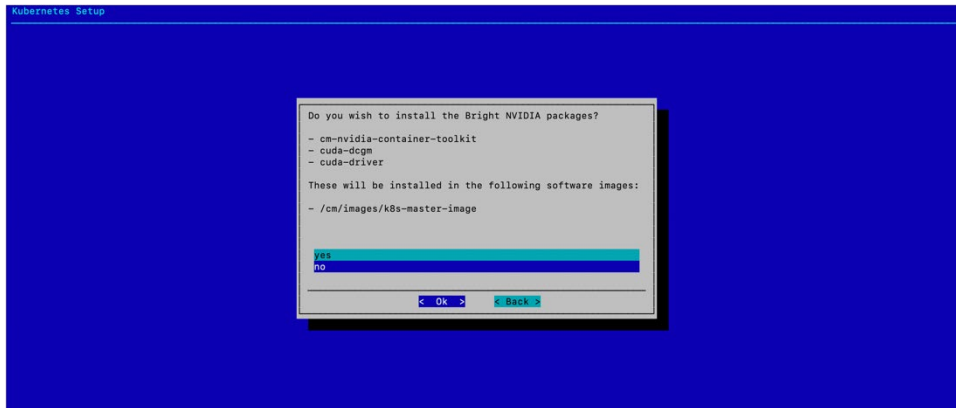 Kubernetes Setup
Do you wish to install the Bright NVIDIA packages?
- cm-nvidia-container-toolkit
- cuda-dcgm
- cuda-driver
These will be installed in the following software images:
- /cm/images/k8s-master-image
yes
no
< Ok > < Back >